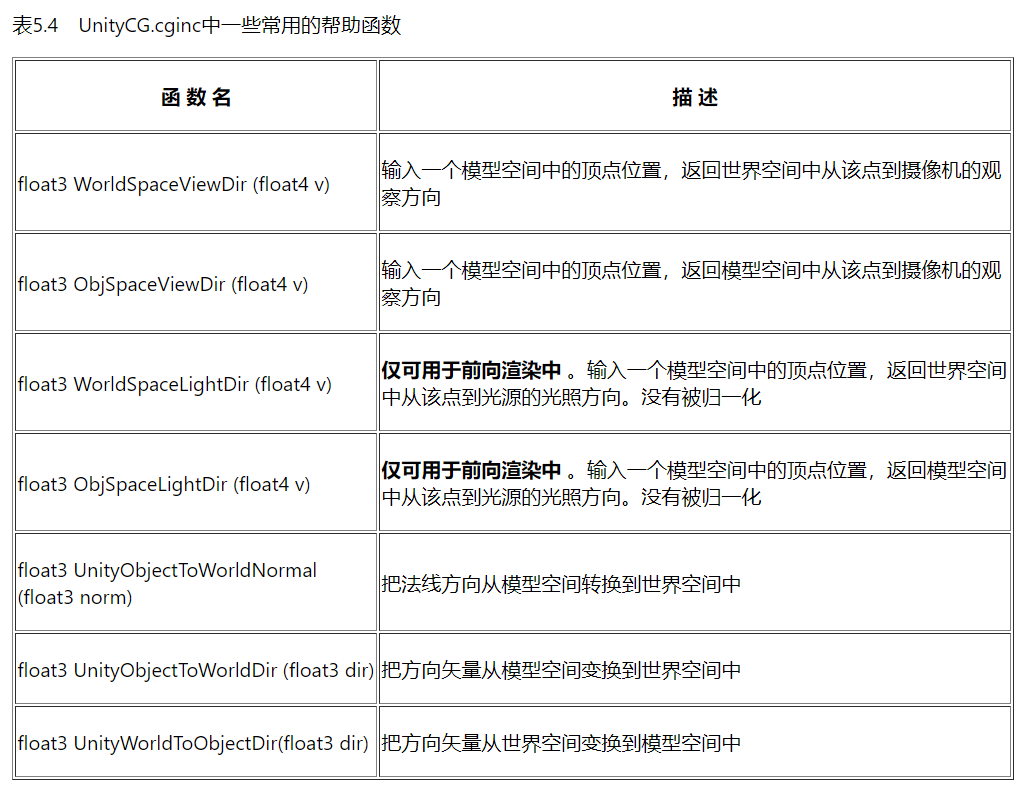 表5.4 UnityCG.cginc中一些常用的帮助函数
函 数 名
描 述
float3 WorldSpaceViewDir (float4 v)
输入一个模型空间中的顶点位置，返回世界空间中从该点到摄像机的观
察方向
float3 ObjSpaceViewDir (float4 v)
输入一个模型空间中的顶点位置，返回模型空间中从该点到摄像机的观
察方向
float3 WorldSpaceLightDir (float4 v)
仅可用于前向渲染中 。输入一个模型空间中的顶点位置，返回世界空间
中从该点到光源的光照方向。没有被归一化
float3 ObjSpaceLightDir (float4 v)
仅可用于前向渲染中 。输入一个模型空间中的顶点位置，返回模型空间
中从该点到光源的光照方向。没有被归一化
float3 UnityObjectToWorldNormal
(float3 norm)
把法线方向从模型空间转换到世界空间中
float3 UnityObjectToWorldDir (float3 dir)
把方向矢量从模型空间变换到世界空间中
float3 UnityWorldToObjectDir(float3 dir)
把方向矢量从世界空间变换到模型空间中